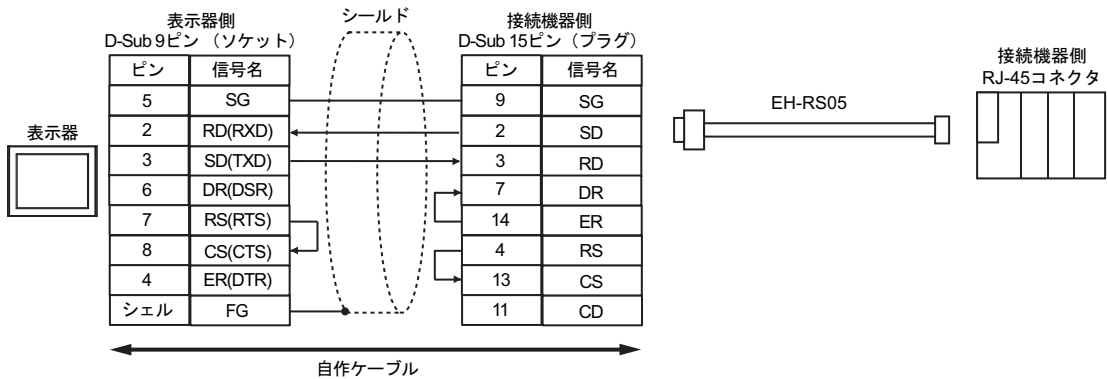 シールド
表示器側
D-Sub 9ピン （ソケット）
接続機器側
D-Sub 15ピン（プラグ）
接続機器側
RJ-45コネクタ
表示器
EH-RS05
ピン 信号名 ピン 信号名
5 SG 9 SG
2 RD(RXD) 2 SD
3 SD(TXD) 3 RD
6 DR(DSR) 7 DR
7 RS(RTS) 14 ER
8 CS(CTS) 4 RS
4 ER(DTR) 13 CS
シェル FG 11 CD
自作ケーブル